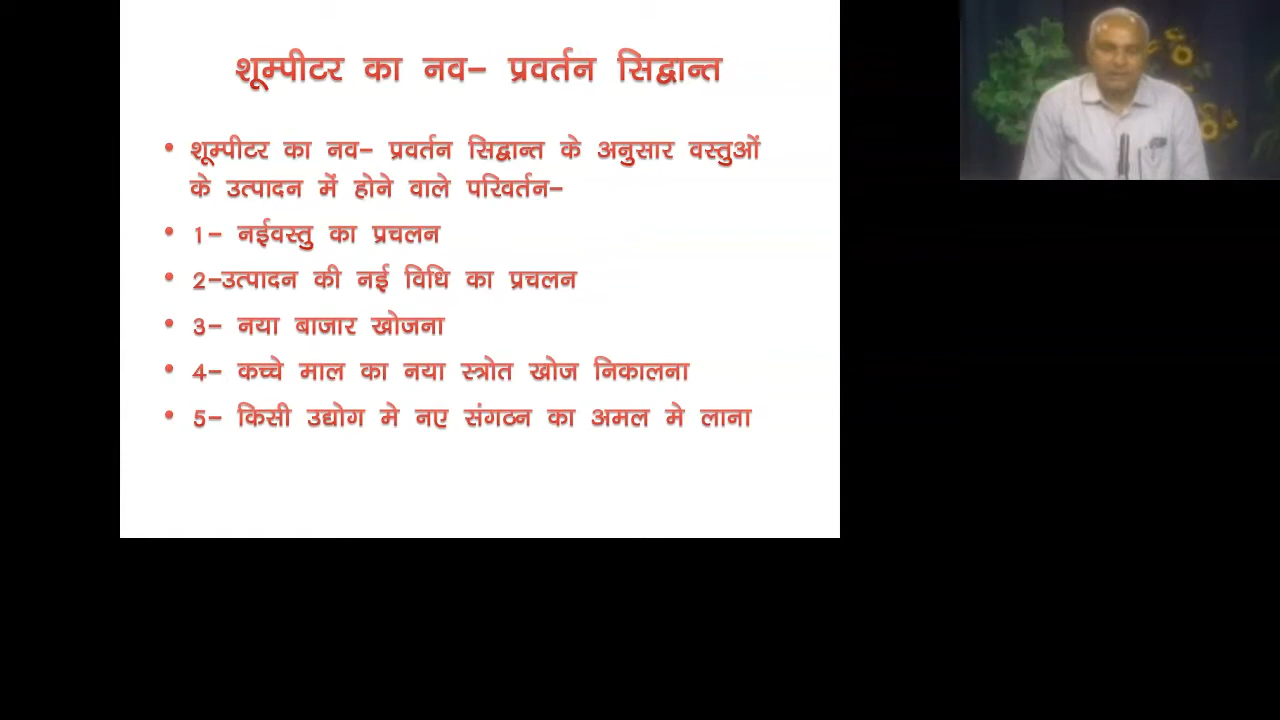 शूम्पीटर का नव- प्रवर्तन सिद्वान्त
• शूम्पीटर का नव- प्रवर्तन सिद्वान्त के अनुसार वस्तुओं
के उत्पादन में होने वाले परिवर्तन-
• 1- नईवस्तु का प्रचलन
• 2-उत्पादन की नई विधि का प्रचलन
• 3- नया बाजार खोजना
• 4- कच्चे माल का नया स्त्रोत खोज निकालना
• 5- किसी उद्योग मे नए संगठन का अमल मे लाना